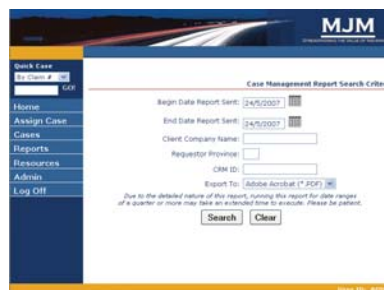 MJM
Quick Case
By Claim #
GO!
Case Management Report Search Crite
Home
Assign Case
Cases
Reports
Resources
Admin
Log Off
Begin Date Report Sent: 24/5/2007
End Date Report Sent: 24/5/2007
Client Company Name:
Requestor Province:
CRM ID:
Export To: Adobe Acrobat (*.PDF)
Due to the detailed nature of this report, running this report for date ranges
of a quarter or more may take an extended time to execute. Please be patient.
Search Clear